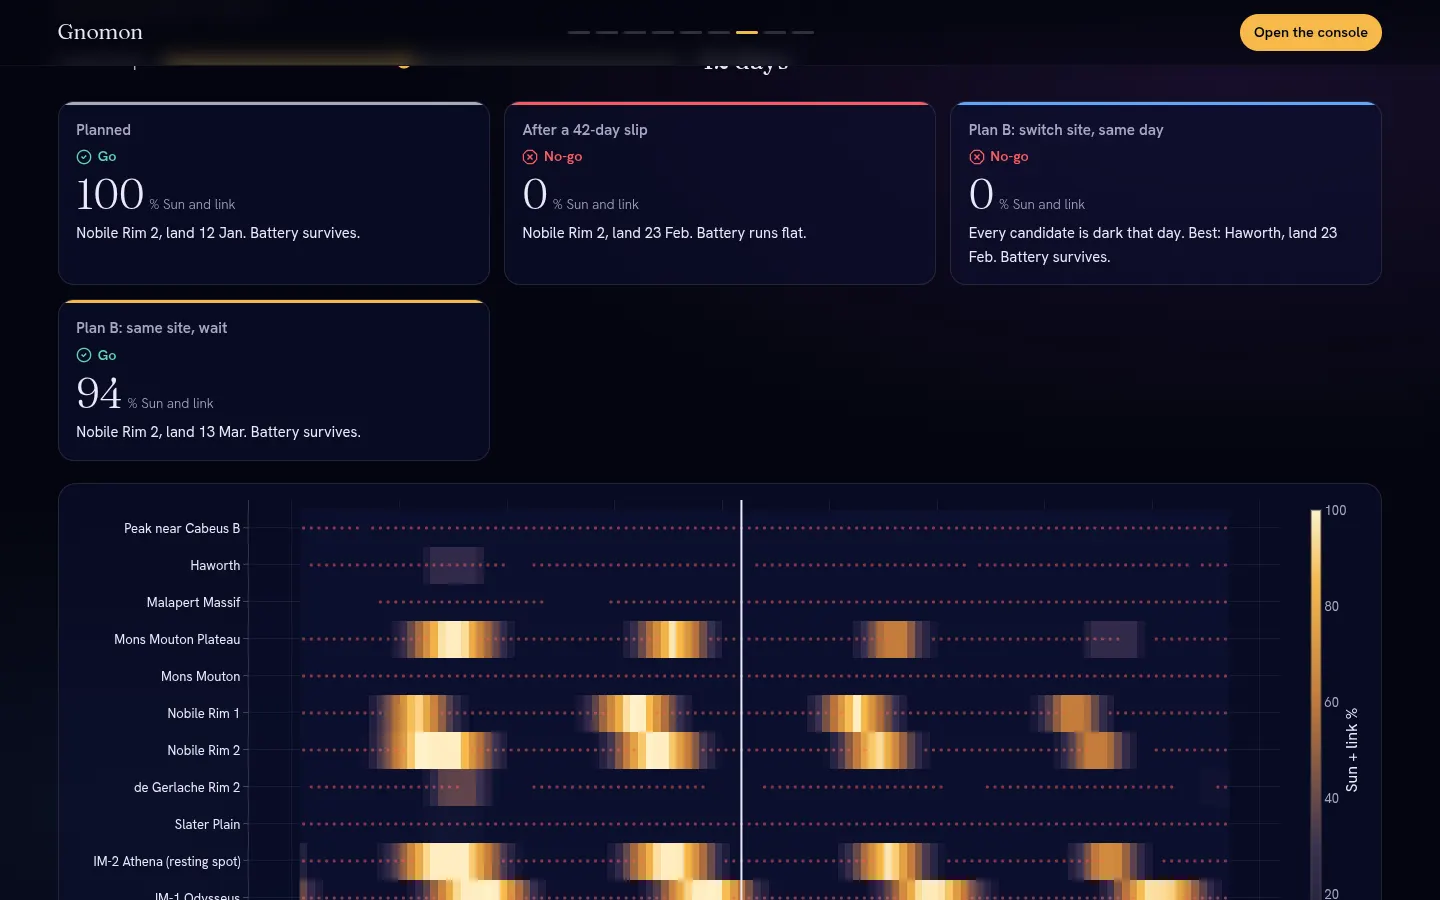 Gnomon
Open the console
days
Planned
Go
100 % Sun and link
Nobile Rim 2, land 12 Jan. Battery survives.
After a 42-day slip
No-go
0 % Sun and link
Nobile Rim 2, land 23 Feb. Battery runs flat.
Plan B: switch site, same day
No-go
0 % Sun and link
Every candidate is dark that day. Best: Haworth, land 23
Feb. Battery survives.
Plan B: same site, wait
Go
94 % Sun and link
Nobile Rim 2, land 13 Mar. Battery survives.
Peak near Cabeus B
Haworth
Malapert Massif
Mons Mouton Plateau
Mons Mouton
Nobile Rim 1
Nobile Rim 2
de Gerlache Rim 2
Slater Plain
IM-2 Athena (resting spot)
IM-1 Odysseus
100
80
60
40
20
Sun + link %